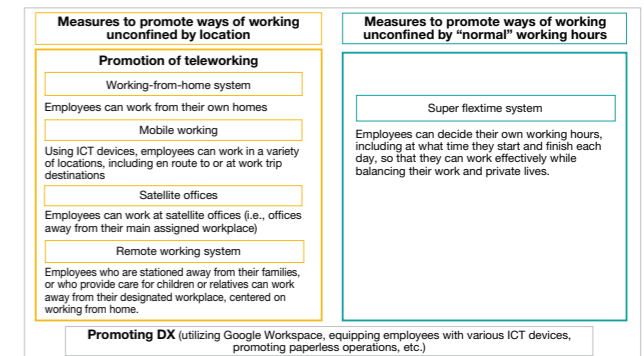 Measures to promote ways of working
unconfined by location
Promotion of teleworking
Working-from-home system
Employees can work from their own homes
Mobile working
Using ICT devices, employees can work in a variety
of locations, including en route to or at work trip
destinations
Satellite offices
Employees can work at satellite offices (i.e., offices
away from their main assigned workplace)
Remote working system
Employees who are stationed away from their families,
or who provide care for children or relatives can work
away from their designated workplace, centered on
working from home.
Measures to promote ways of working
unconfined by “normal” working hours
Super flextime system
Employees can decide their own working hours,
including at what time they start and finish each
day, so that they can work effectively while
balancing their work and private lives.
Promoting DX (utilizing Google Workspace, equipping employees with various ICT devices,
promoting paperless operations, etc.)